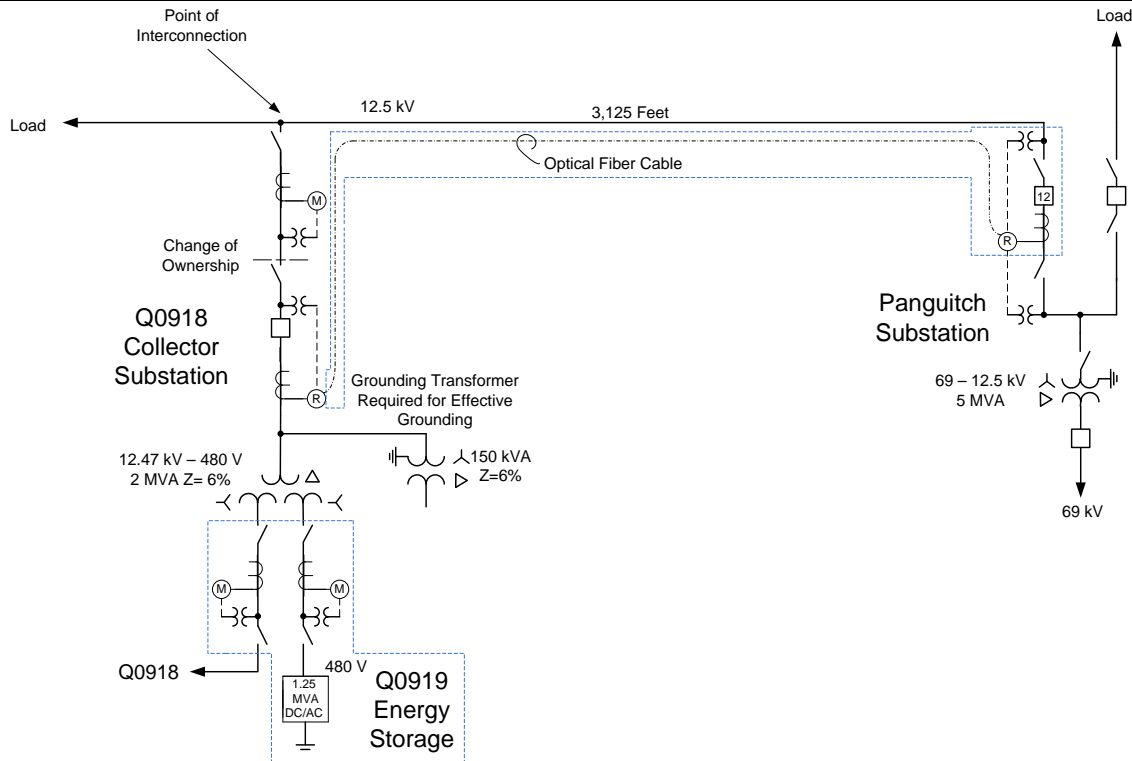 Point of
Interconnection
Load
12.5 kV
3,125 Feet
Load
Optical Fiber Cable
12
M
R
Change of
Ownership
Q0918
Collector
Substation
Panguitch
Substation
R
Grounding Transformer
Required for Effective
Grounding
69 – 12.5 kV
5 MVA
12.47 kV – 480 V
2 MVA Z= 6%
150 kVA
Z=6%
69 kV
M
M
Q0918
480 V
1.25
MVA
DC/AC
Q0919
Energy
Storage